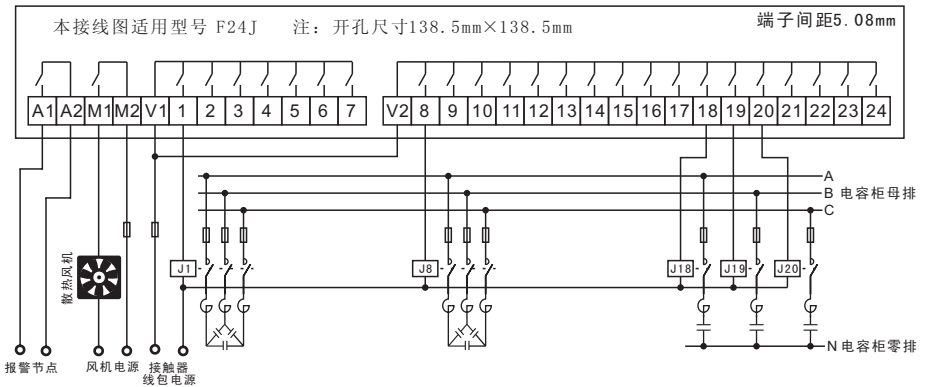 本接线图适用型号 F24J 注：开孔尺寸138.5mm×138.5mm 端子间距5.08mm
A1 A2 M1 M2 V1 1 2 3 4 5 6 7 V2 8 9 10 11 12 13 14 15 16 17 18 19 20 21 22 23 24
A
B 电容柜母排
C
散热风机
J1 J8 J18 J19 J20
N 电容柜零排
报警节点 风机电源 接触器
线包电源